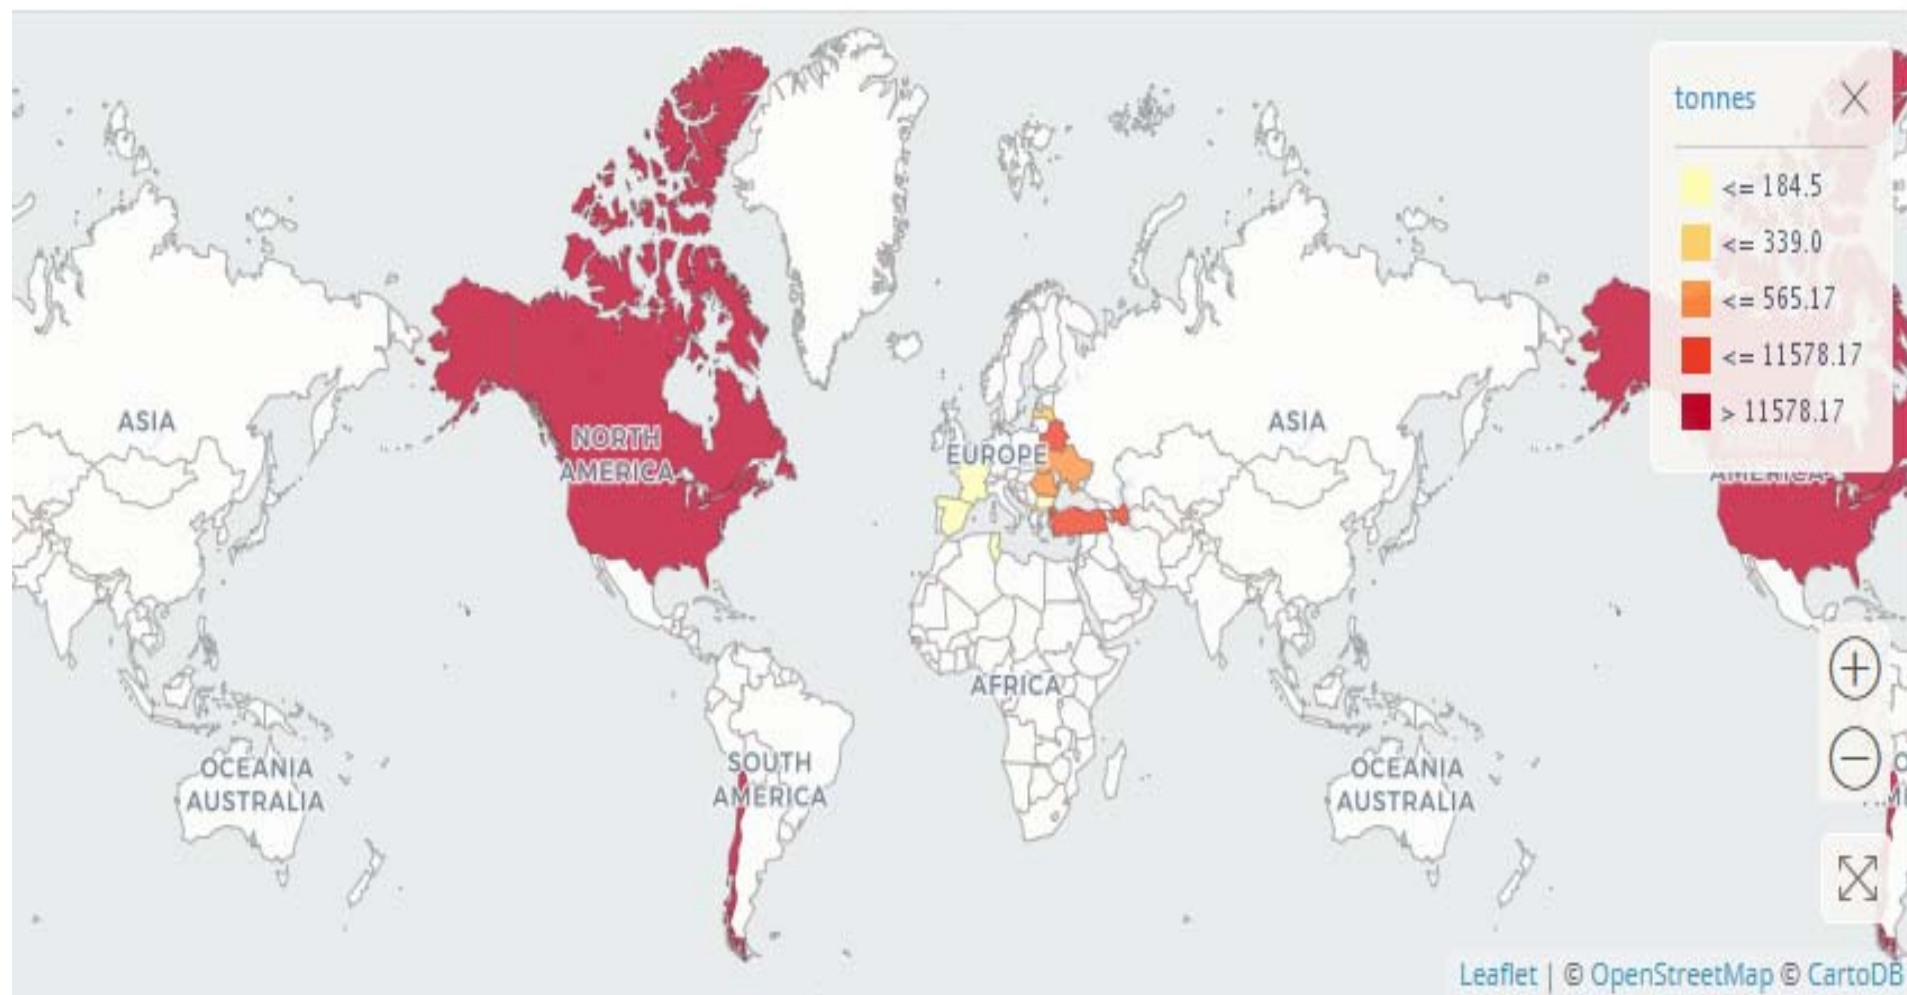 tonnes
<= 184.5
<= 339.0
<= 565.17
<= 11578.17
> 11578.17
ASIA
NORTH
AMERICA
EUROPE
ASIA
AMERICA
AFRICA
SOUTH
AMERICA
OCEANIA
AUSTRALIA
OCEANIA
AUSTRALIA
Leaflet | © OpenStreetMap © CartoDB